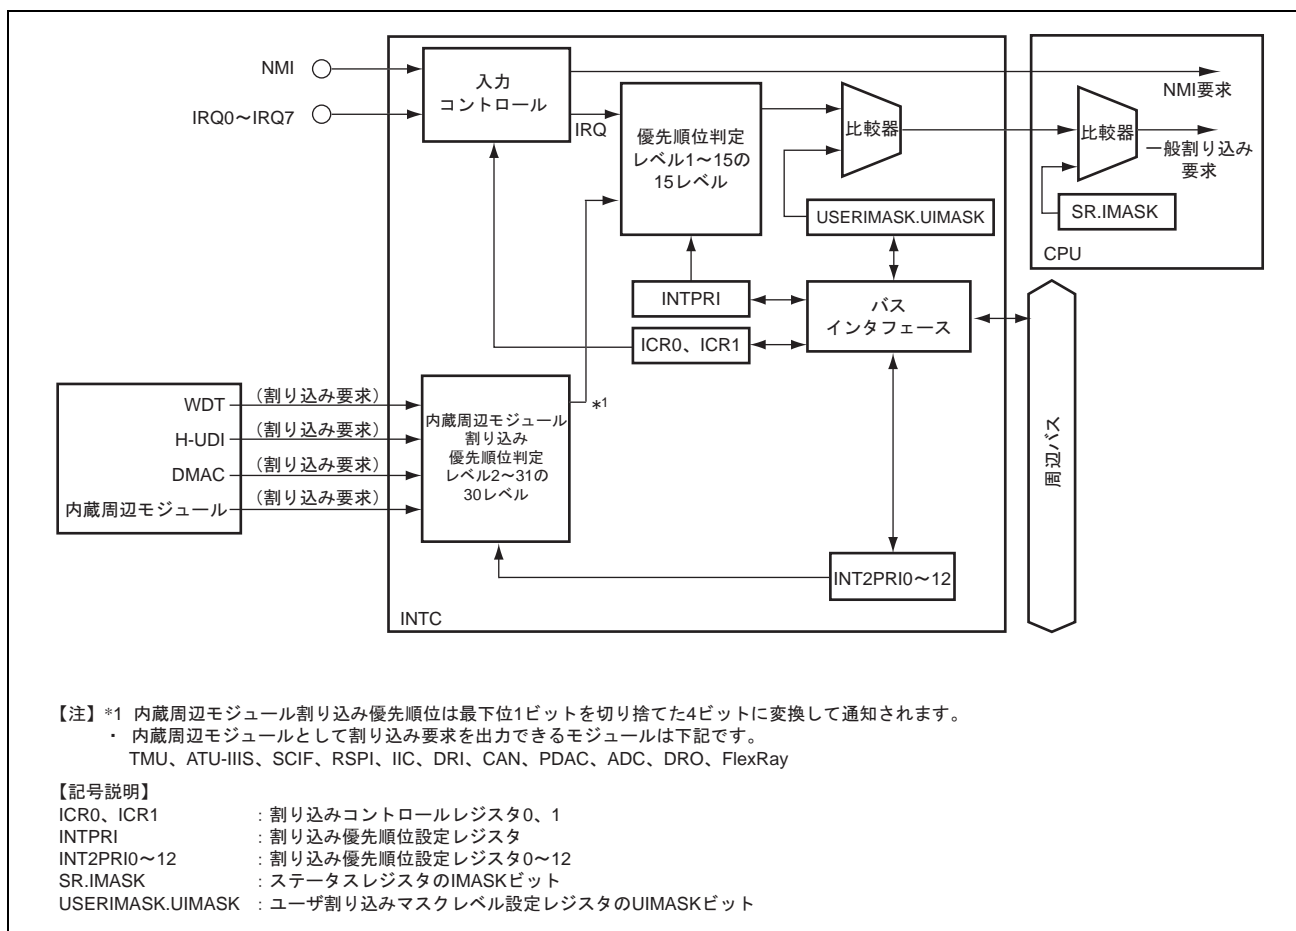 NMI
IRQ0～IRQ7
入力
コントロール
IRQ
優先順位判定
レベル1～15の
15レベル
比較器
USERIMASK.UIMASK
NMI要求
比較器
一般割り込み
要求
SR.IMASK
CPU
INTPRI
ICR0、ICR1
バス
インタフェース
WDT
H-UDI
DMAC
内蔵周辺モジュール
（割り込み要求）
（割り込み要求）
（割り込み要求）
（割り込み要求）
内蔵周辺モジュール
割り込み
優先順位判定
レベル2～31の
30レベル
*1
周辺バス
INT2PRI0～12
INTC
【注】*1 内蔵周辺モジュール割り込み優先順位は最下位1ビットを切り捨てた4ビットに変換して通知されます。
・ 内蔵周辺モジュールとして割り込み要求を出力できるモジュールは下記です。
TMU、ATU-IIIS、SCIF、RSPI、IIC、DRI、CAN、PDAC、ADC、DRO、FlexRay
【記号説明】
ICR0、ICR1 ：割り込みコントロールレジスタ0、1
INTPRI ：割り込み優先順位設定レジスタ
INT2PRI0～12 ：割り込み優先順位設定レジスタ0～12
SR.IMASK ：ステータスレジスタのIMASKビット
USERIMASK.UIMASK ：ユーザ割り込みマスクレベル設定レジスタのUIMASKビット